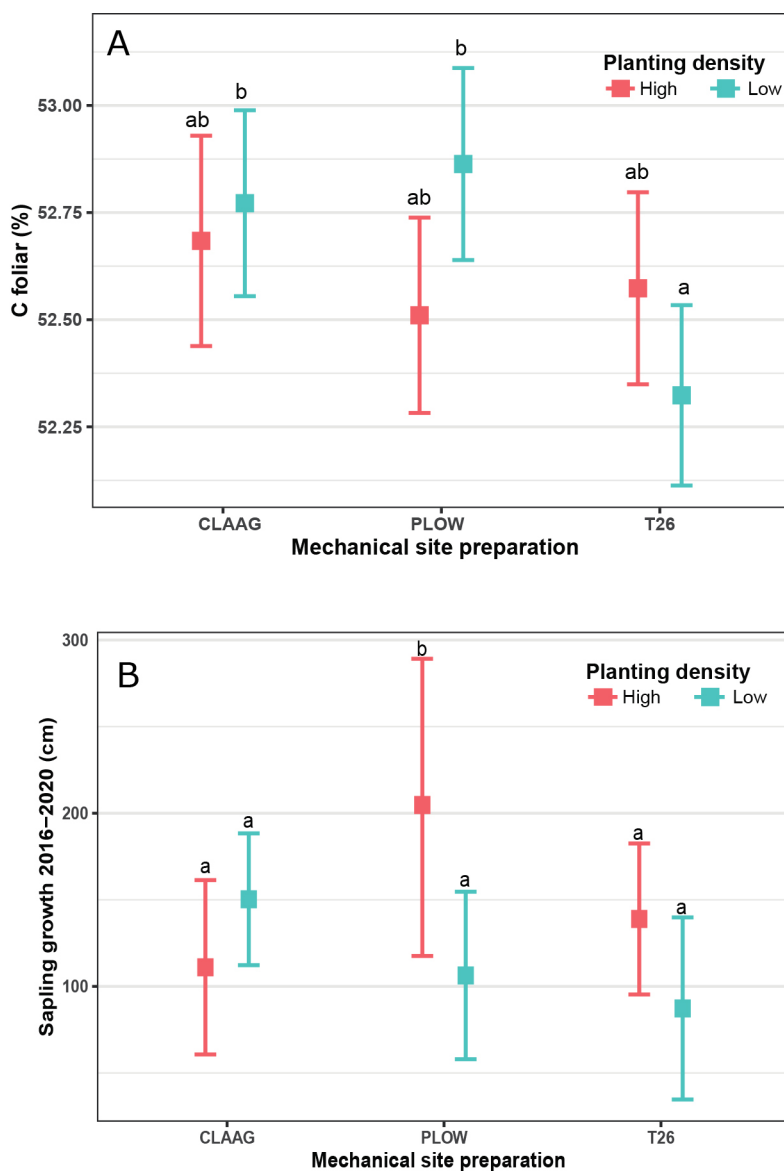 A
Planting density
High Low
b
b
ab
ab
ab
a
53.00
52.75
52.50
52.25
C foliar (%)
CLAAG PLOW T26
Mechanical site preparation
B
Planting density
High Low
b
a
a
a
a
a
300
200
100
Sapling growth 2016–2020 (cm)
CLAAG PLOW T26
Mechanical site preparation